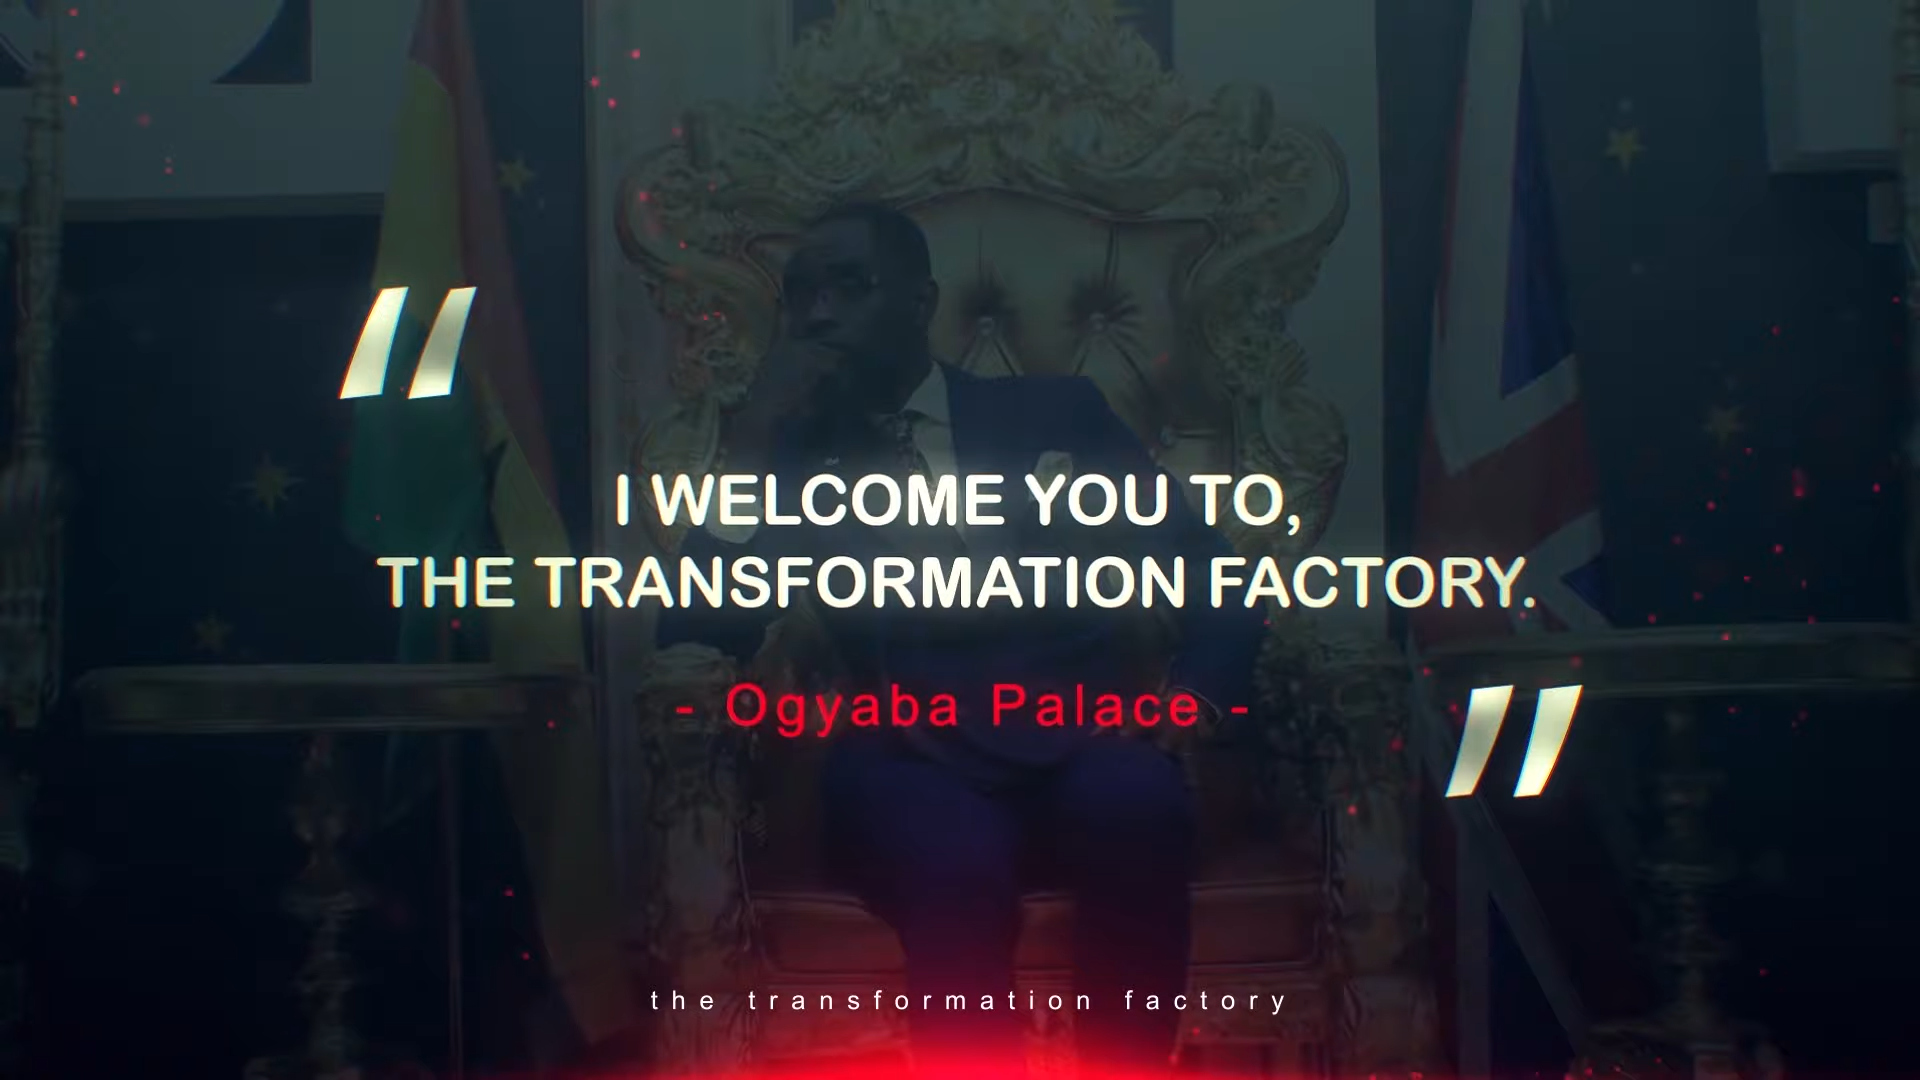 "
I WELCOME YOU TO,
THE TRANSFORMATION FACTORY.
- Ogyaba Palace -
"
the transformation factory